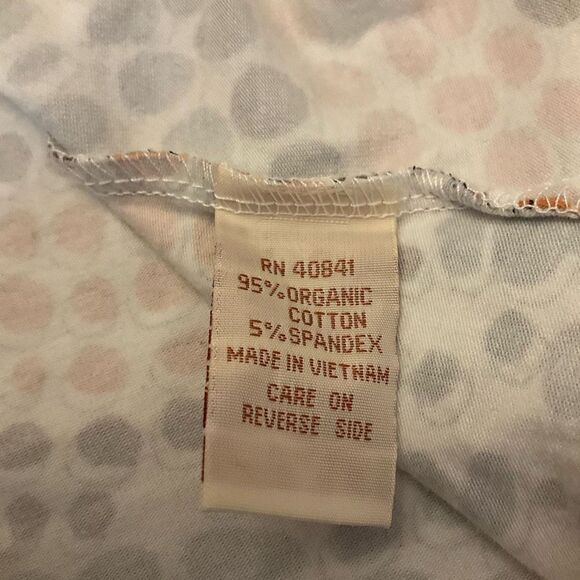 RN 40841
95% ORGANIC
COTTON
5% SPANDEX
MADE IN VIETNAM
CARE ON
REVERSE SIDE